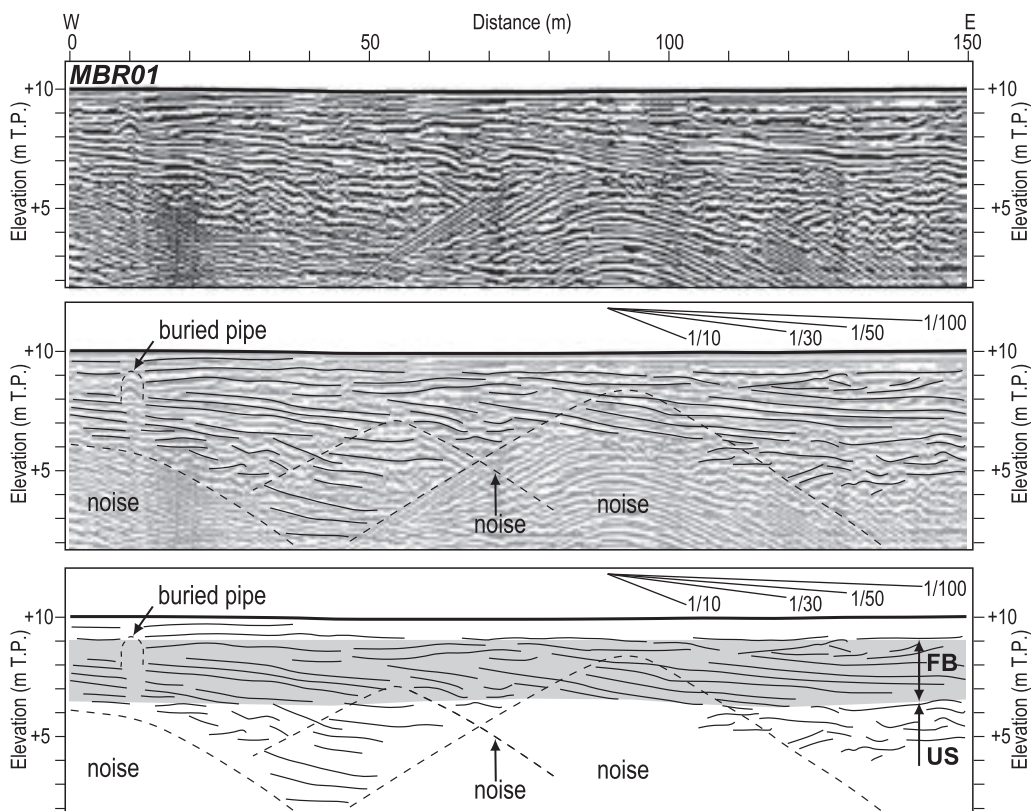 W Distance (m) E
0 50 100 150
MBR01
+10 +10
Elevation (m T.P.) Elevation (m T.P.)
+5 +5
buried pipe
1/10 1/30 1/50 1/100
+10 +10
Elevation (m T.P.) Elevation (m T.P.)
+5 +5
noise noise noise
buried pipe
1/10 1/30 1/50 1/100
+10 +10
FB
Elevation (m T.P.) Elevation (m T.P.)
+5 +5
US
noise noise noise